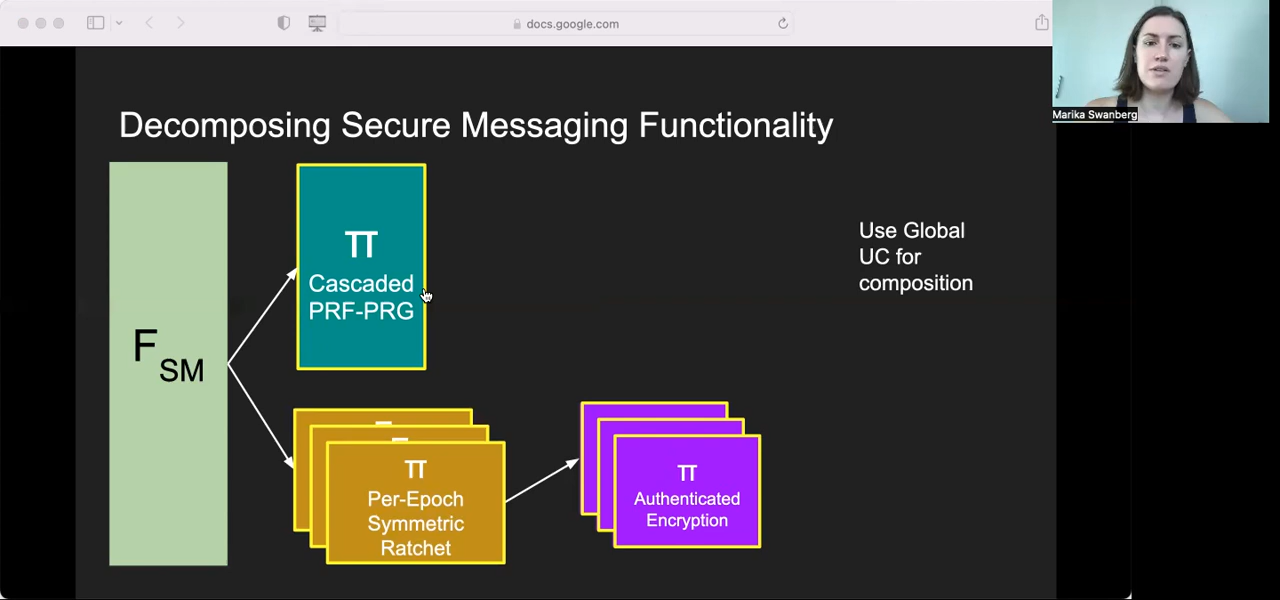 docs.google.com
Marika Swanberg
Decomposing Secure Messaging Functionality
F SM
π
Cascaded
PRF-PRG
Use Global
UC for
composition
π
Per-Epoch
Symmetric
Ratchet
π
Authenticated
Encryption